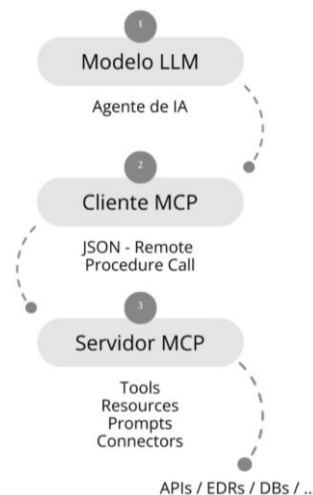 1
Modelo LLM
Agente de IA
2
Cliente MCP
JSON - Remote
Procedure Call
3
Servidor MCP
Tools
Resources
Prompts
Connectors
APIs / EDRs / DBs / ..